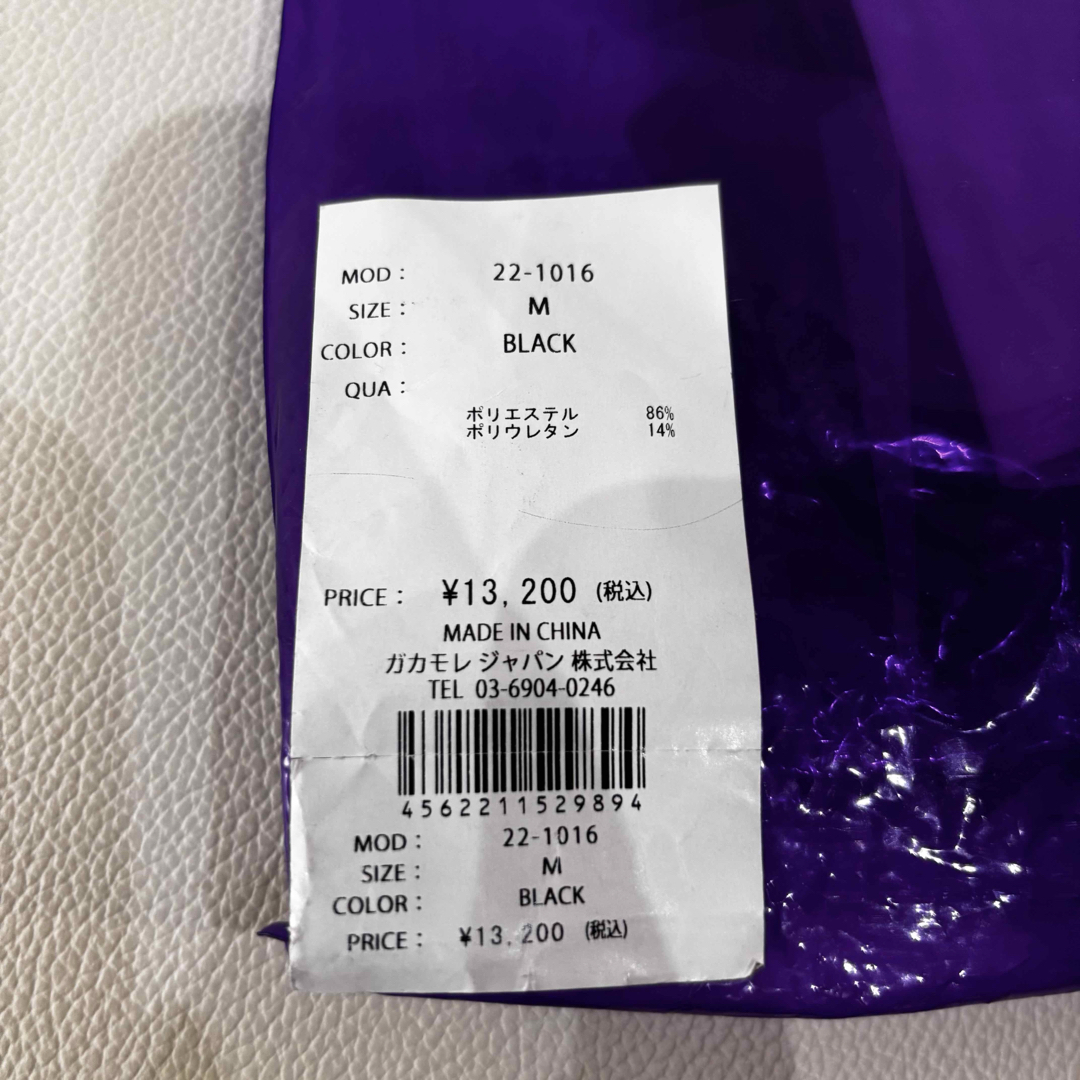 MOD : 22-1016
SIZE : M
COLOR : BLACK
QUA :
ポリエステル 86%
ポリウレタン 14%
PRICE : ¥13,200 (税込)
MADE IN CHINA
ガカモレ ジャパン 株式会社
TEL 03-6904-0246
4562211529894
MOD : 22-1016
SIZE : M
COLOR : BLACK
PRICE : ¥13,200 (税込)